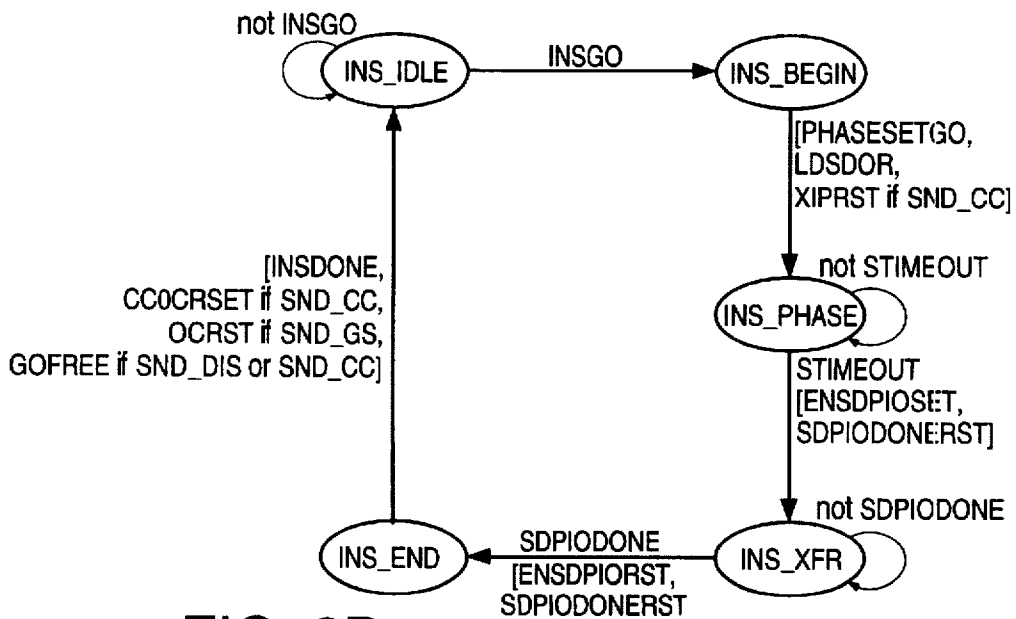 not INSGO
INS_IDLE
INSGO
INS_BEGIN
[PHASESETGO,
LDSDOR,
XIPRST if SND_CC]
[INSDONE,
CC0CRSET if SND_CC,
OCRST if SND_GS,
GOFREE if SND_DIS or SND_CC]
not STIMEOUT
INS_PHASE
STIMEOUT
[ENSDPIOSET,
SDPIODONERST]
not SDPIODONE
INS_END
SDPIODONE
[ENSDPIORST,
SDPIODONERST
INS_XFR